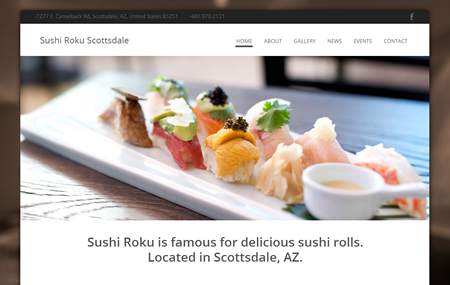 7277 E. Camelback Rd, Scottsdale, AZ, United States 85251 480.970.2121
Sushi Roku Scottsdale
HOME ABOUT GALLERY NEWS EVENTS CONTACT
Sushi Roku is famous for delicious sushi rolls.
Located in Scottsdale, AZ.